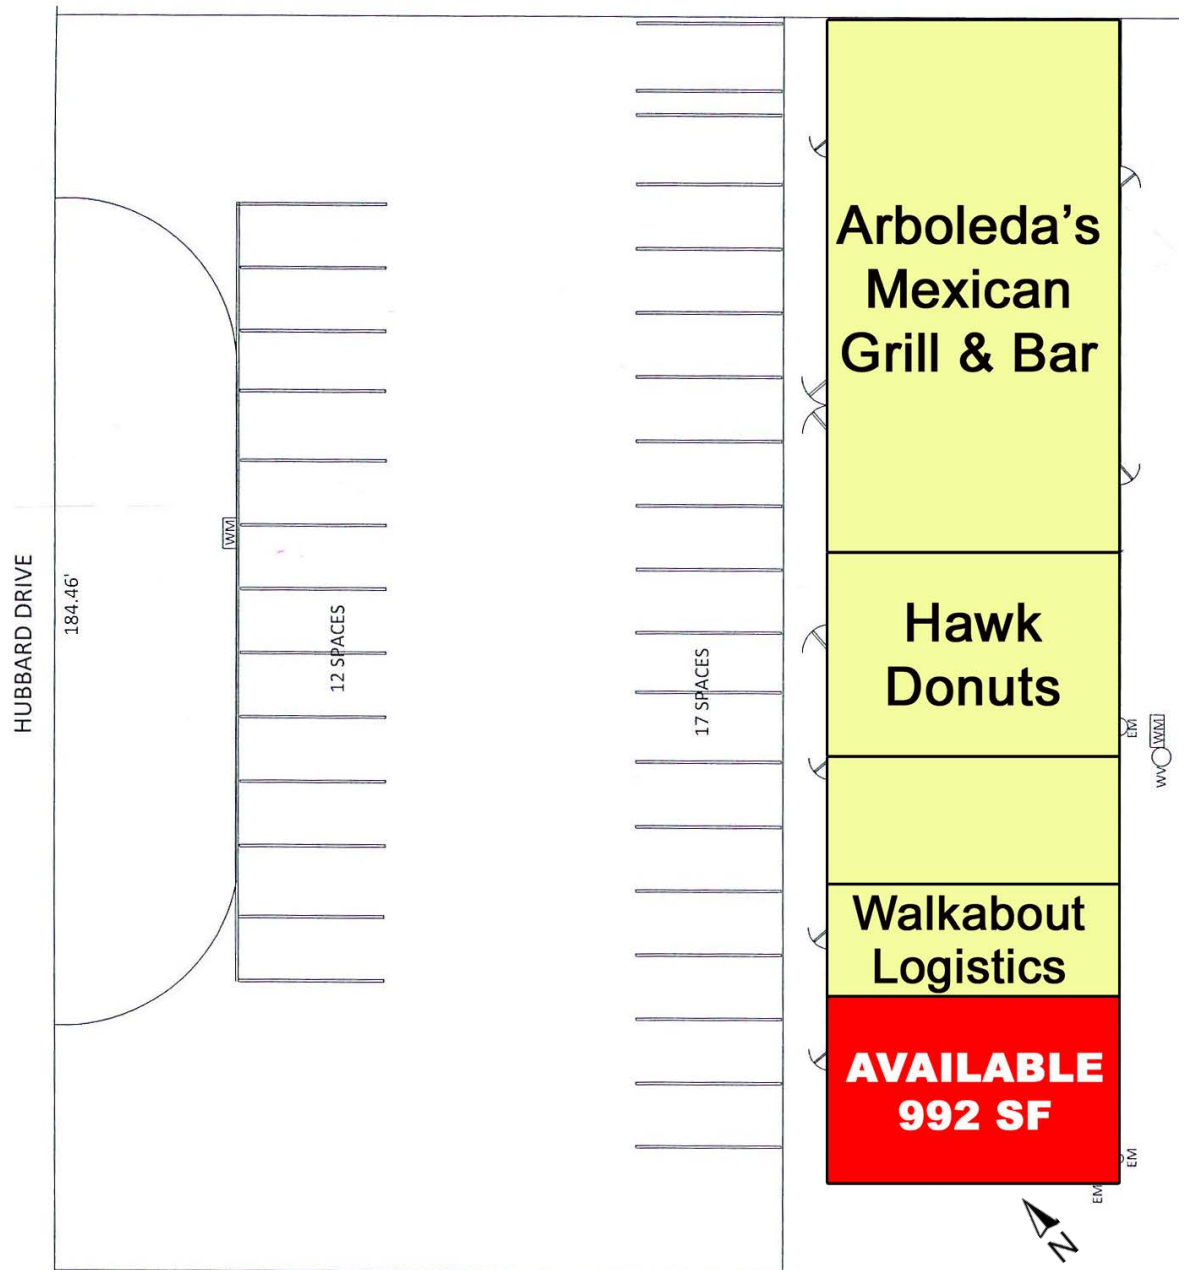 HUBBARD DRIVE
184.46'
WM
12 SPACES
17 SPACES
Arboleda’s
Mexican
Grill & Bar
Hawk
Donuts
EM
WM
WV
Walkabout
Logistics
AVAILABLE
992 SF
EM
EM
N